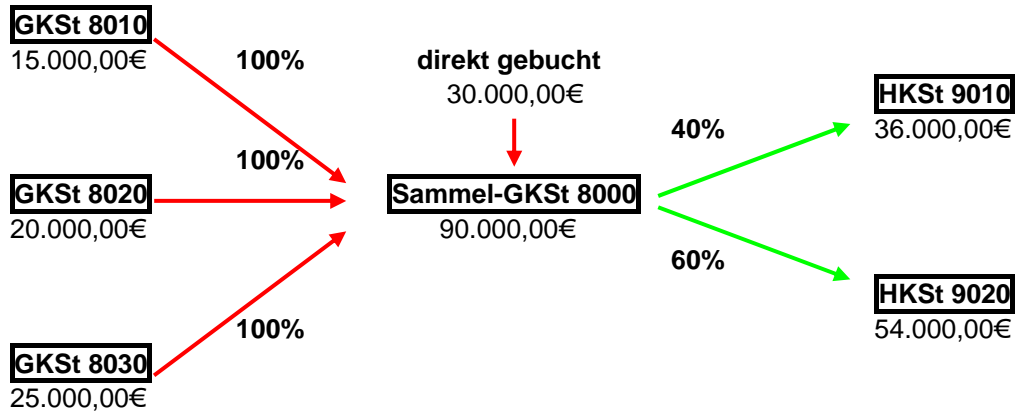 GKSt 8010
15.000,00€
100%
direkt gebucht
30.000,00€
HKSt 9010
36.000,00€
40%
100%
GKSt 8020
20.000,00€
Sammel-GKSt 8000
90.000,00€
60%
HKSt 9020
54.000,00€
100%
GKSt 8030
25.000,00€